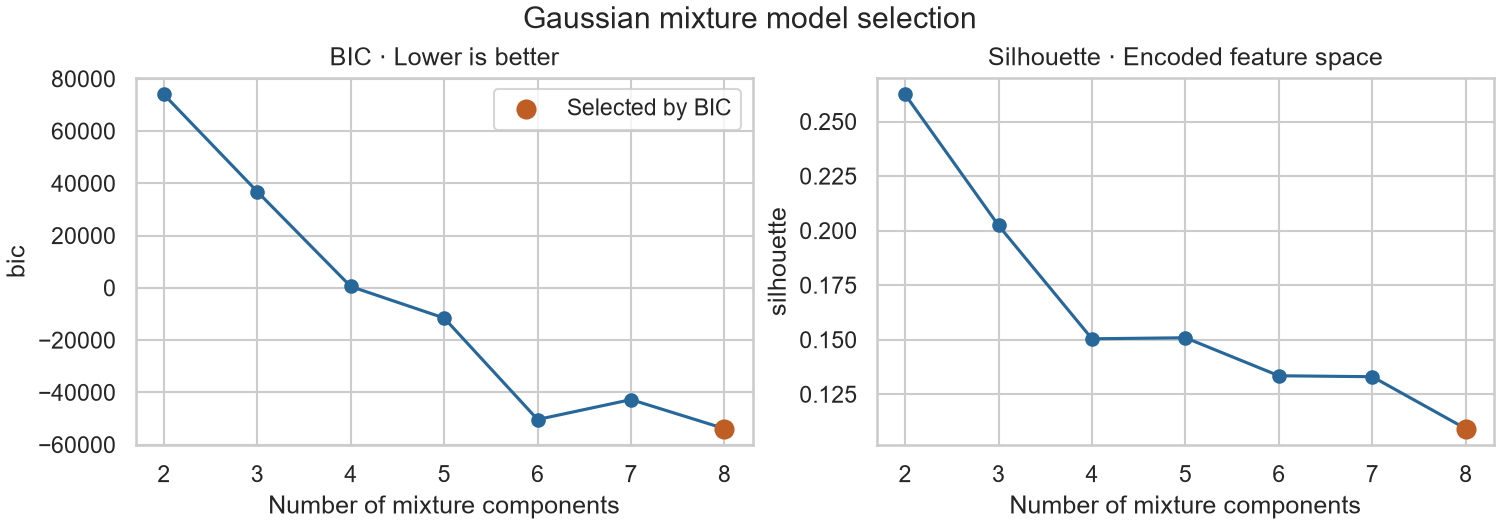 Gaussian mixture model selection
BIC · Lower is better
80000
60000
40000
20000
0
−20000
−40000
−60000
bic
Selected by BIC
2 3 4 5 6 7 8
Number of mixture components
Silhouette · Encoded feature space
0.250
0.225
0.200
0.175
0.150
0.125
silhouette
2 3 4 5 6 7 8
Number of mixture components